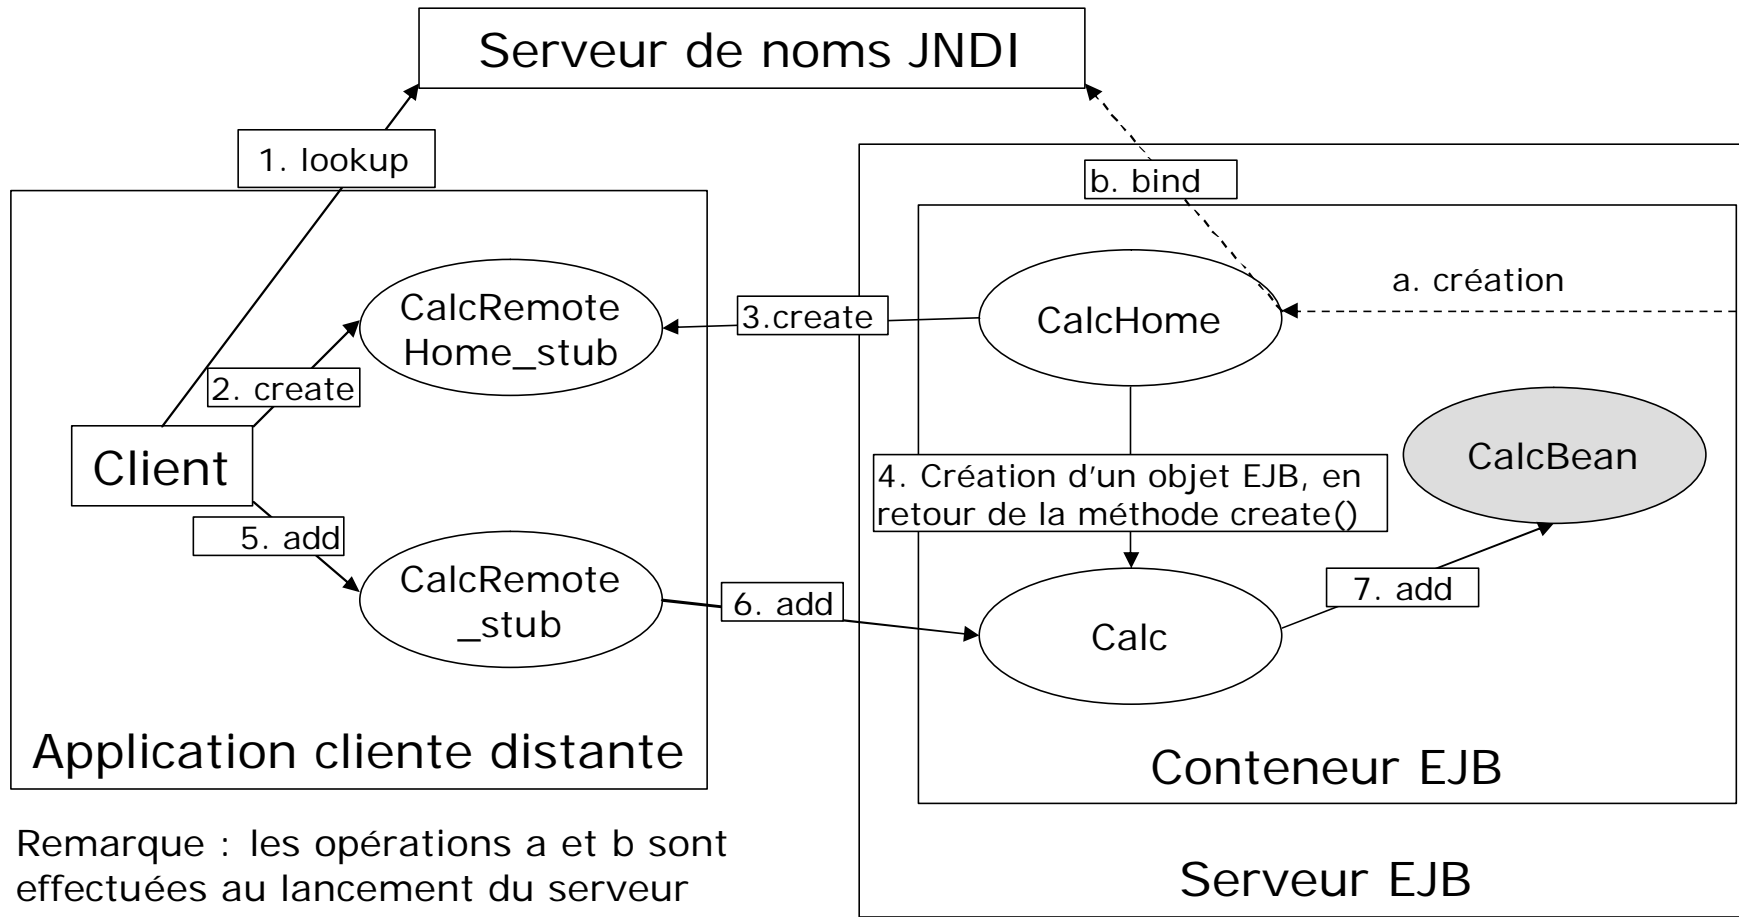 Serveur de noms JNDI
1. lookup
b. bind
a. création
CalcRemote
Home_stub
3.create
CalcHome
2. create
Client
CalcBean
4. Création d'un objet EJB, en
retour de la méthode create()
5. add
CalcRemote
_stub
6. add
7. add
Calc
Application cliente distante
Conteneur EJB
Remarque : les opérations a et b sont
effectuées au lancement du serveur
Serveur EJB